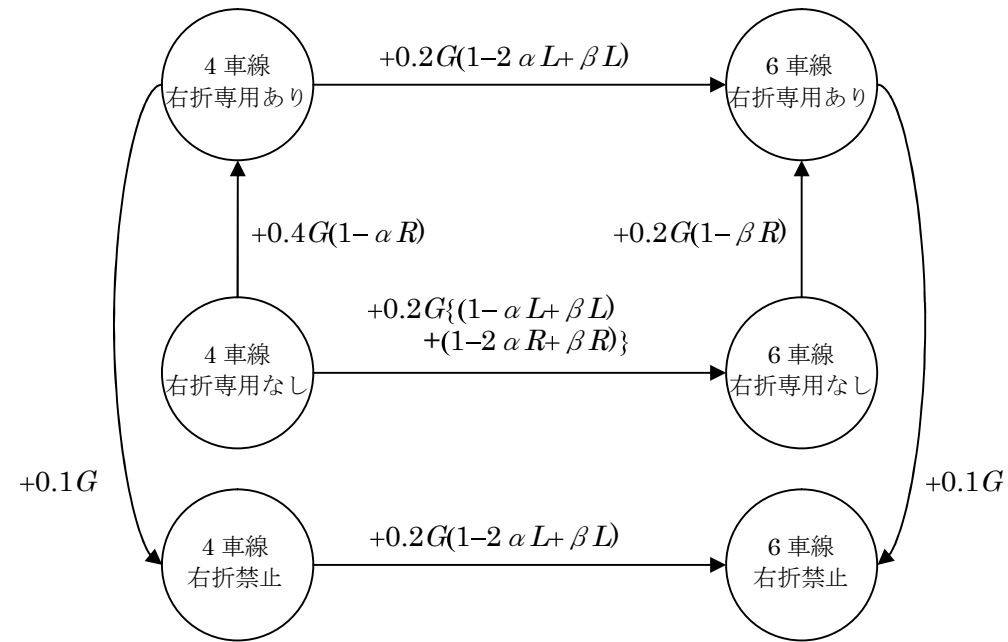 4 車線
右折専用あり
+0.2G(1−2αL+βL)
6 車線
右折専用あり
+0.4G(1−αR)
+0.2G(1−βR)
4 車線
右折専用なし
+0.2G{(1−αL+βL)
+(1−2αR+βR)}
6 車線
右折専用なし
+0.1G
+0.1G
4 車線
右折禁止
+0.2G(1−2αL+βL)
6 車線
右折禁止